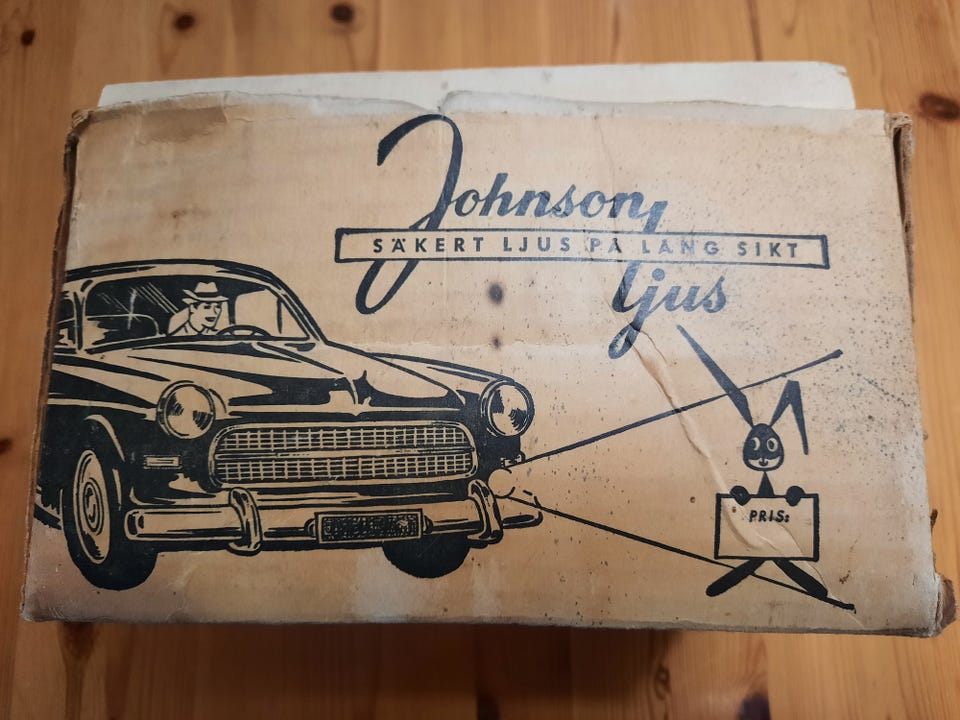 Johnson
SÄKERT LJUS PÅ LÅNG SIKT
ljus
PRIS: